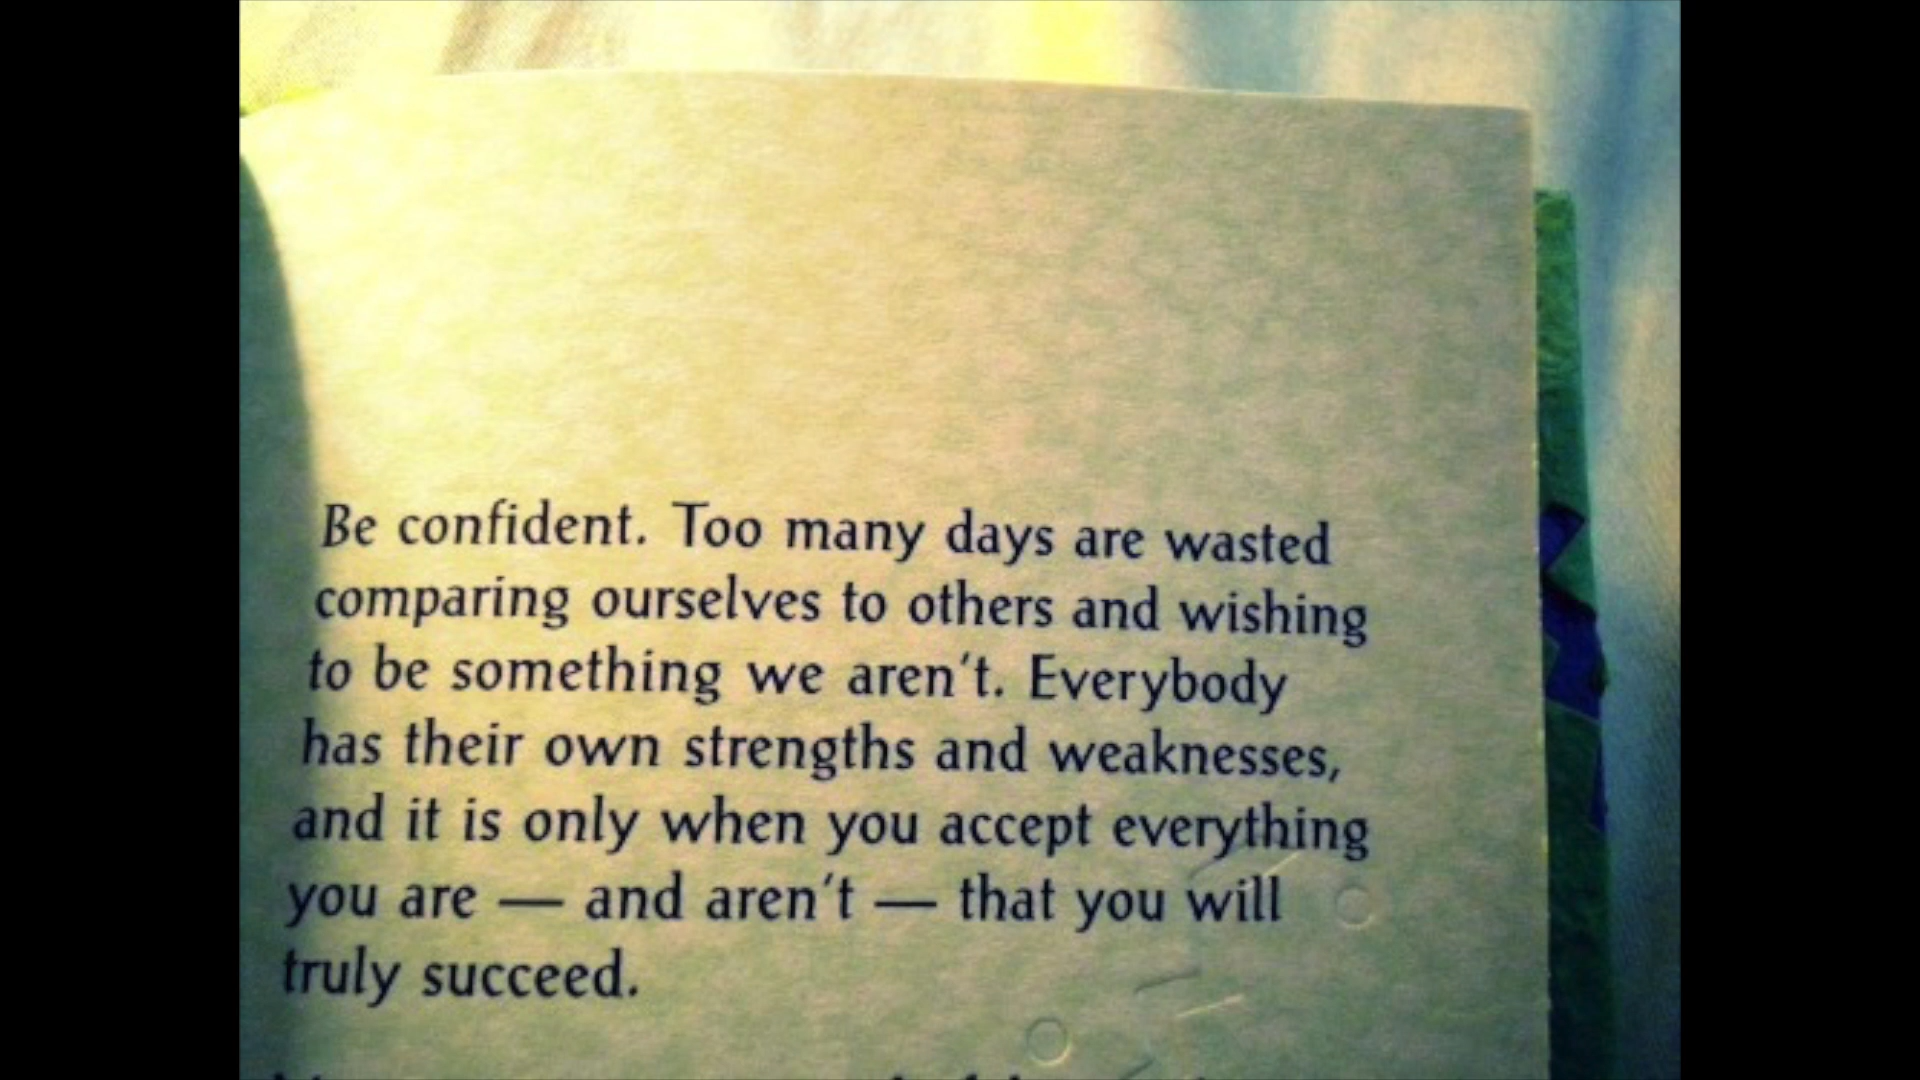 Be confident. Too many days are wasted
comparing ourselves to others and wishing
to be something we aren't. Everybody
has their own strengths and weaknesses,
and it is only when you accept everything
you are — and aren't — that you will
truly succeed.